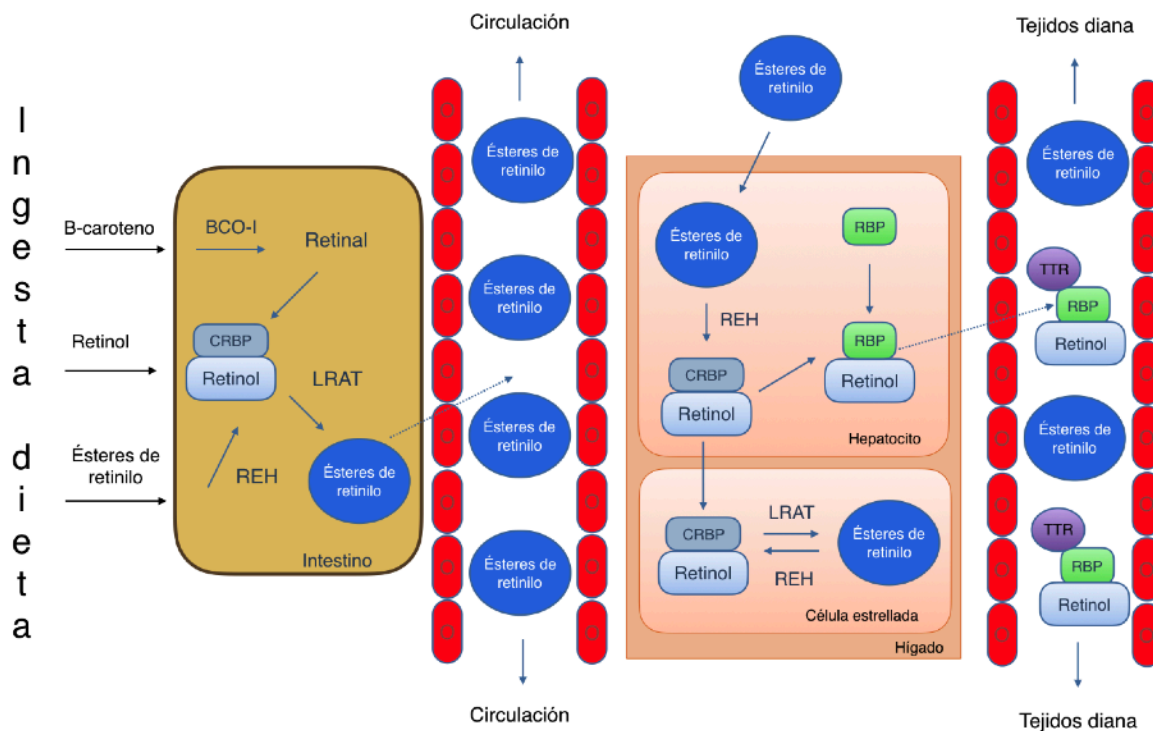 Ingesta dieta
B-caroteno
Retinol
Ésteres de
retinilo
BCO-I
Retinal
CRBP
Retinol
LRAT
REH
Ésteres de
retinilo
Intestino
Circulación
Ésteres de
retinilo
Ésteres de
retinilo
Ésteres de
retinilo
Ésteres de
retinilo
Circulación
Ésteres de
retinilo
Ésteres de
retinilo
REH
CRBP
Retinol
RBP
RBP
Retinol
Hepatocito
CRBP
Retinol
LRAT
REH
Ésteres de
retinilo
Célula estrellada
Hígado
Tejidos diana
Ésteres de
retinilo
TTR
RBP
Retinol
Ésteres de
retinilo
TTR
RBP
Retinol
Tejidos diana